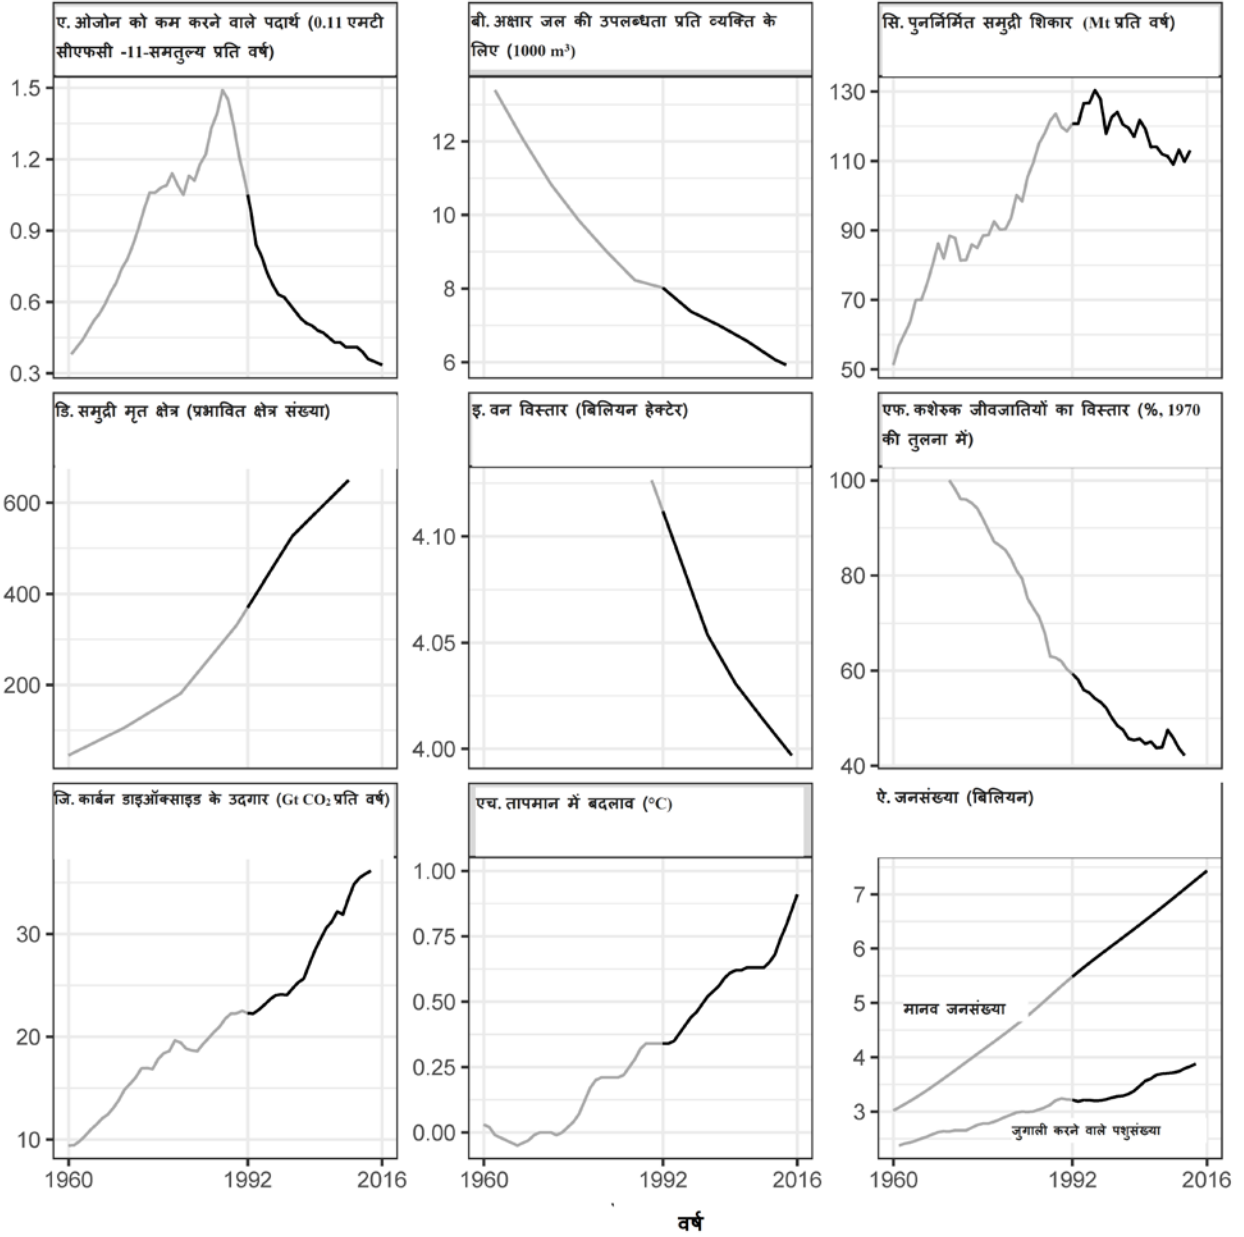 ए. ओजोन को कम करने वाले पदार्थ (0.11 एमटी
सीएफसी -11-समतुल्य प्रति वर्ष)
1.5
1.2
0.9
0.6
0.3
बी. अक्षार जल की उपलब्धता प्रति व्यक्ति के
लिए (1000 m³)
12
10
8
6
सि. पुनर्निर्मित समुद्री शिकार (Mt प्रति वर्ष)
130
110
90
70
50
डि. समुद्री मृत क्षेत्र (प्रभावित क्षेत्र संख्या)
600
400
200
इ. वन विस्तार (बिलियन हेक्टेर)
4.10
4.05
4.00
एफ. कशेरुक जीवजातियों का विस्तार (%, 1970
की तुलना में)
100
80
60
40
जि. कार्बन डाइऑक्साइड के उदगार (Gt CO₂ प्रति वर्ष)
30
20
10
1960 1992 2016
एच. तापमान में बदलाव (°C)
1.00
0.75
0.50
0.25
0.00
1960 1992 2016
ऐ. जनसंख्या (बिलियन)
7
6
5
4
3
मानव जनसंख्या
जुगाली करने वाले पशुसंख्या
1960 1992 2016
वर्ष